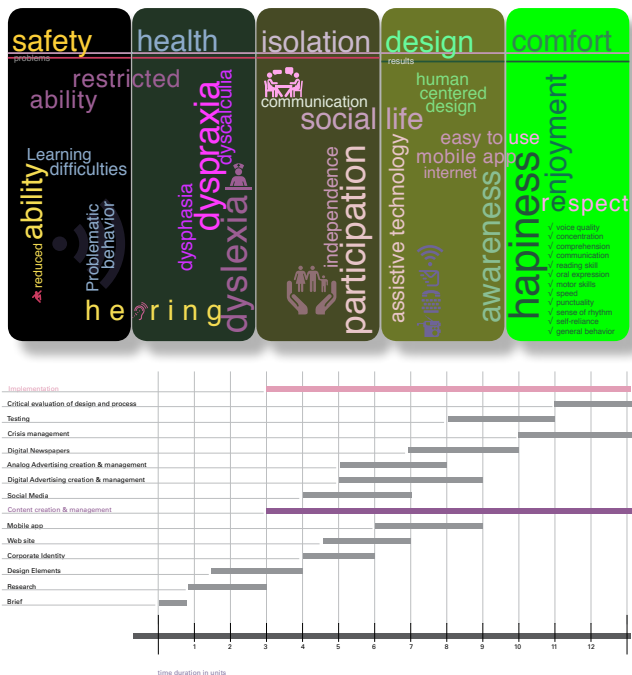 safety
problems
restricted
ability
Learning
difficulties
reduced ability
Problematic
behavior
he ring
health
dyspraxia
dyscalculia
dysphasia
dyslexia
isolation
communication
social life
independence
participation
design
results
human
centered
design
easy to use
mobile app
internet
assistive technology
awareness
comfort
enjoyment
hapiness
respect
√ voice quality
√ concentration
√ comprehension
√ communication
√ reading skill
√ oral expression
√ motor skills
√ speed
√ punctuality
√ sense of rhythm
√ self-reliance
√ general behavior
Implementation
Critical evaluation of design and process
Testing
Crisis management
Digital Newspapers
Analog Advertising creation & management
Digital Advertising creation & management
Social Media
Content creation & management
Mobile app
Web site
Corporate Identity
Design Elements
Research
Brief
1 2 3 4 5 6 7 8 9 10 11 12
time duration in units